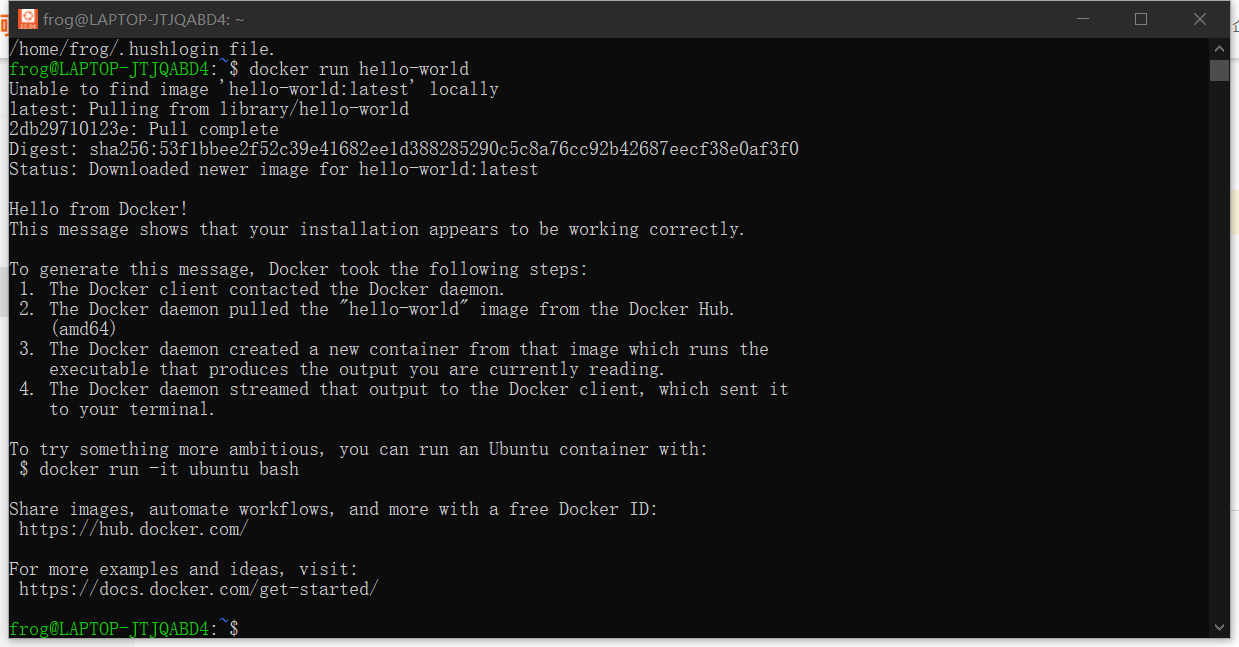 frog@LAPTOP-JTJQABD4: ~
/home/frog/.hushlogin file.
frog@LAPTOP-JTJQABD4:~$ docker run hello-world
Unable to find image 'hello-world:latest' locally
latest: Pulling from library/hello-world
2db29710123e: Pull complete
Digest: sha256:53f1bbee2f52c39e41682ee1d388285290c5c8a76cc92b42687eecf38e0af3f0
Status: Downloaded newer image for hello-world:latest

Hello from Docker!
This message shows that your installation appears to be working correctly.

To generate this message, Docker took the following steps:
 1. The Docker client contacted the Docker daemon.
 2. The Docker daemon pulled the "hello-world" image from the Docker Hub.
    (amd64)
 3. The Docker daemon created a new container from that image which runs the
    executable that produces the output you are currently reading.
 4. The Docker daemon streamed that output to the Docker client, which sent it
    to your terminal.

To try something more ambitious, you can run an Ubuntu container with:
 $ docker run -it ubuntu bash

Share images, automate workflows, and more with a free Docker ID:
 https://hub.docker.com/

For more examples and ideas, visit:
 https://docs.docker.com/get-started/

frog@LAPTOP-JTJQABD4:~$